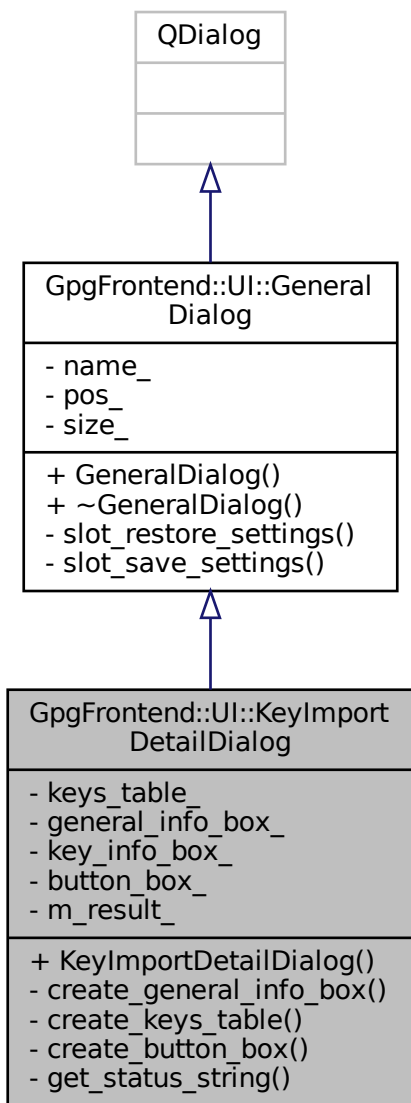 QDialog
GpgFrontend::UI::General
Dialog
- name_
- pos_
- size_
+ GeneralDialog()
+ ~GeneralDialog()
- slot_restore_settings()
- slot_save_settings()
GpgFrontend::UI::KeyImport
DetailDialog
- keys_table_
- general_info_box_
- key_info_box_
- button_box_
- m_result_
+ KeyImportDetailDialog()
- create_general_info_box()
- create_keys_table()
- create_button_box()
- get_status_string()